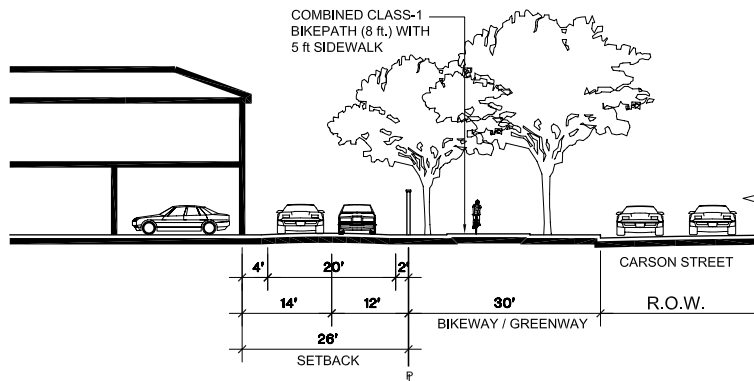 COMBINED CLASS-1
BIKEPATH (8 ft.) WITH
5 ft SIDEWALK
CARSON STREET
4' 20' 2'
14' 12' 30' R.O.W.
BIKEWAY / GREENWAY
26'
SETBACK
P